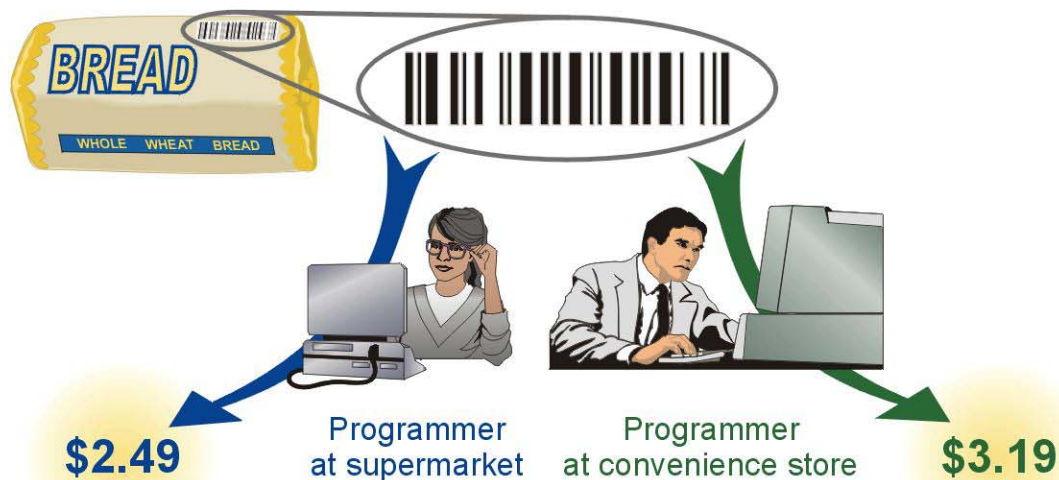 BREAD
WHOLE WHEAT BREAD
Programmer
at supermarket
Programmer
at convenience store
$2.49
$3.19